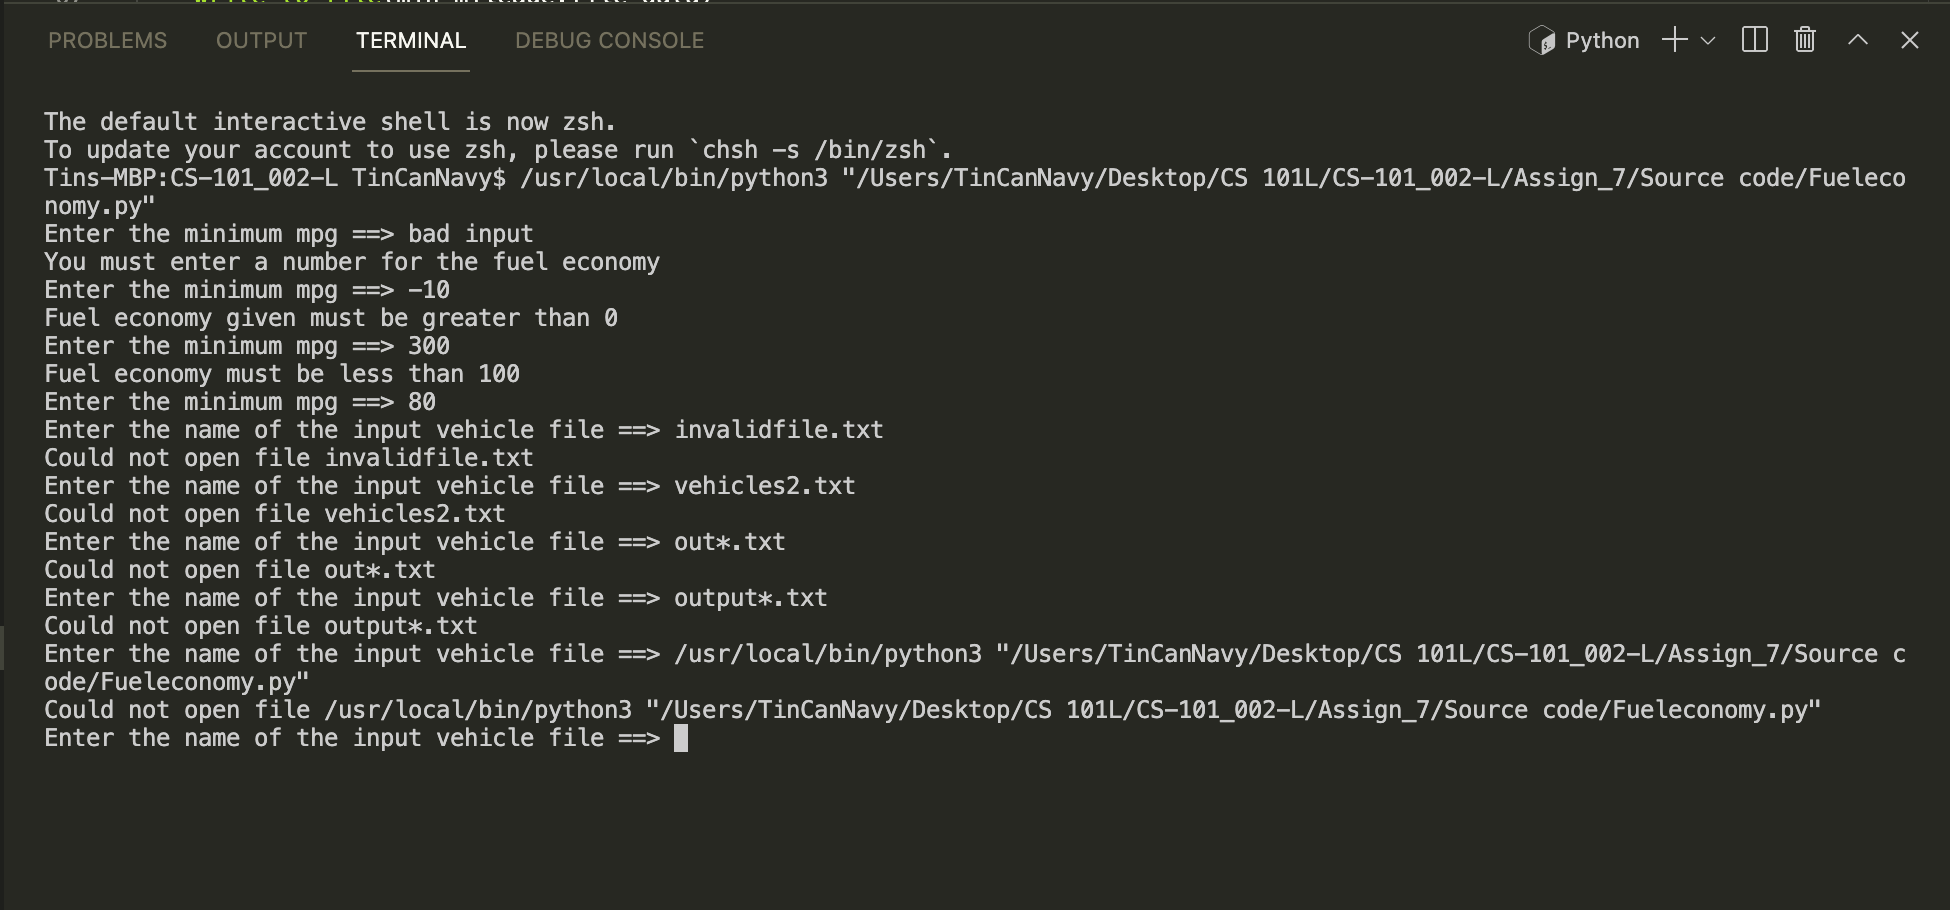 PROBLEMS OUTPUT TERMINAL DEBUG CONSOLE Python
The default interactive shell is now zsh.
To update your account to use zsh, please run `chsh -s /bin/zsh`.
Tins-MBP:CS-101_002-L TinCanNavy$ /usr/local/bin/python3 "/Users/TinCanNavy/Desktop/CS 101L/CS-101_002-L/Assign_7/Source code/Fueleco
nomy.py"
Enter the minimum mpg ==> bad input
You must enter a number for the fuel economy
Enter the minimum mpg ==> -10
Fuel economy given must be greater than 0
Enter the minimum mpg ==> 300
Fuel economy must be less than 100
Enter the minimum mpg ==> 80
Enter the name of the input vehicle file ==> invalidfile.txt
Could not open file invalidfile.txt
Enter the name of the input vehicle file ==> vehicles2.txt
Could not open file vehicles2.txt
Enter the name of the input vehicle file ==> out*.txt
Could not open file out*.txt
Enter the name of the input vehicle file ==> output*.txt
Could not open file output*.txt
Enter the name of the input vehicle file ==> /usr/local/bin/python3 "/Users/TinCanNavy/Desktop/CS 101L/CS-101_002-L/Assign_7/Source c
ode/Fueleconomy.py"
Could not open file /usr/local/bin/python3 "/Users/TinCanNavy/Desktop/CS 101L/CS-101_002-L/Assign_7/Source code/Fueleconomy.py"
Enter the name of the input vehicle file ==>